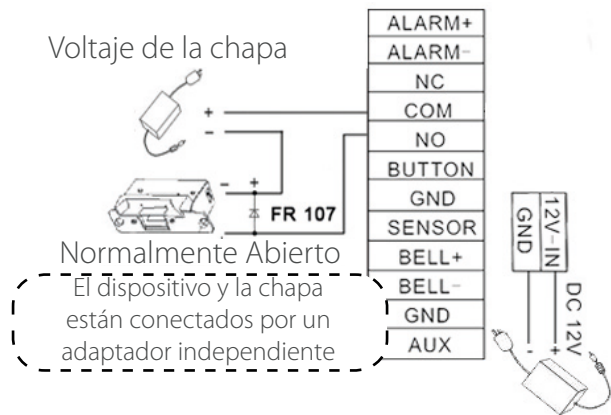 Voltaje de la chapa
+
−
- +
FR 107
Normalmente Abierto
El dispositivo y la chapa
están conectados por un
adaptador independiente
ALARM+
ALARM−
NC
COM
NO
BUTTON
GND
SENSOR
BELL+
BELL−
GND
AUX
12V-IN
GND
- +
DC 12V